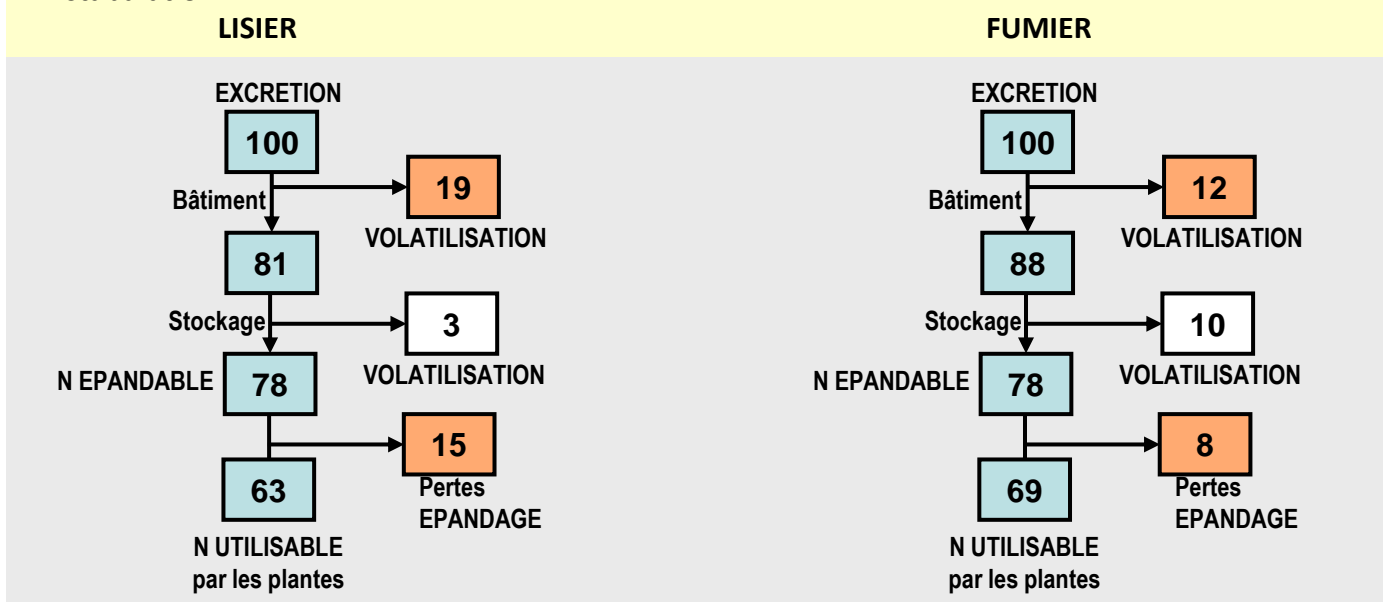 LISIER
EXCRETION
100
19
Bâtiment
VOLATILISATION
81
Stockage
3
VOLATILISATION
N EPANDABLE
78
15
63
Pertes
EPANDAGE
N UTILISABLE
par les plantes
FUMIER
EXCRETION
100
12
Bâtiment
VOLATILISATION
88
Stockage
10
VOLATILISATION
N EPANDABLE
78
8
69
Pertes
EPANDAGE
N UTILISABLE
par les plantes